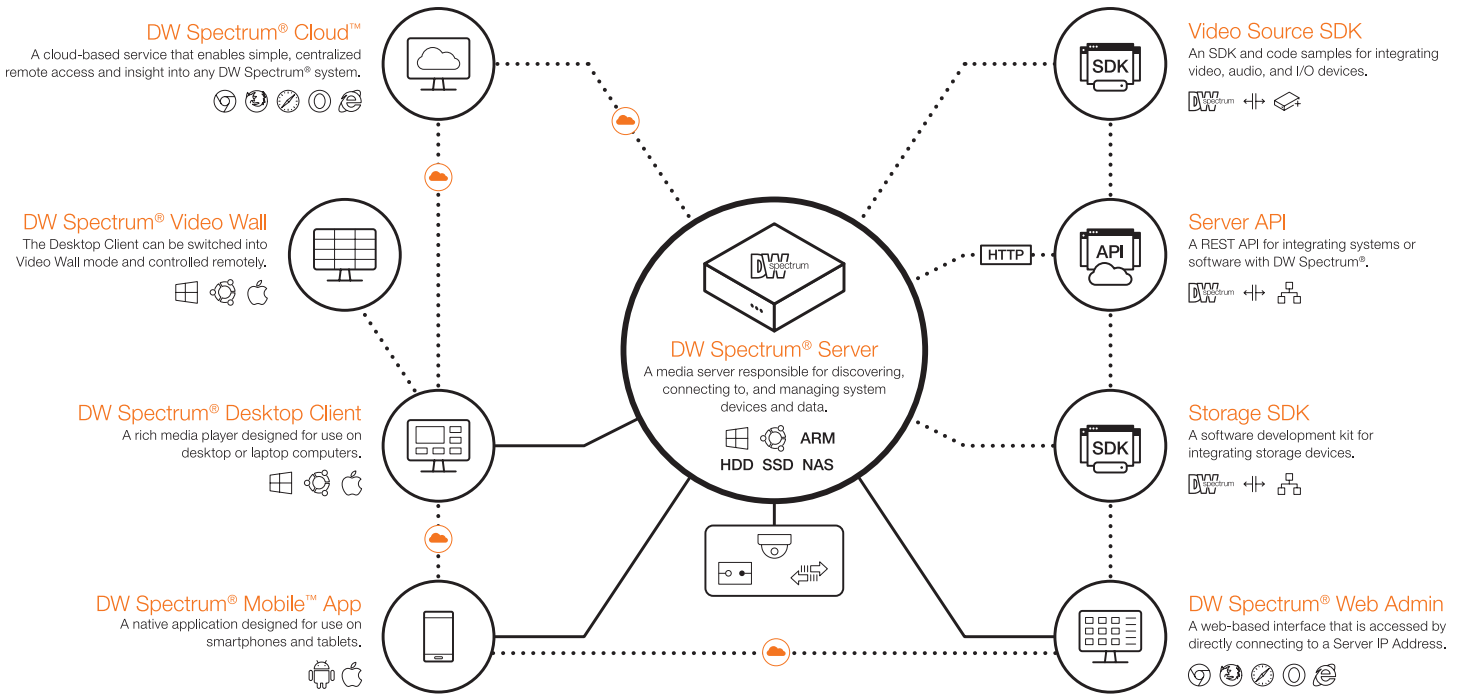 DW Spectrum® Cloud™
A cloud-based service that enables simple, centralized
remote access and insight into any DW Spectrum® system.
DW Spectrum® Video Wall
The Desktop Client can be switched into
Video Wall mode and controlled remotely.
DW Spectrum® Desktop Client
A rich media player designed for use on
desktop or laptop computers.
DW Spectrum® Mobile™ App
A native application designed for use on
smartphones and tablets.
DW spectrum
DW Spectrum® Server
A media server responsible for discovering,
connecting to, and managing system
devices and data.
ARM
HDD SSD NAS
HTTP
SDK
Video Source SDK
An SDK and code samples for integrating
video, audio, and I/O devices.
DW spectrum
API
Server API
A REST API for integrating systems or
software with DW Spectrum®.
DW spectrum
SDK
Storage SDK
A software development kit for
integrating storage devices.
DW spectrum
DW Spectrum® Web Admin
A web-based interface that is accessed by
directly connecting to a Server IP Address.